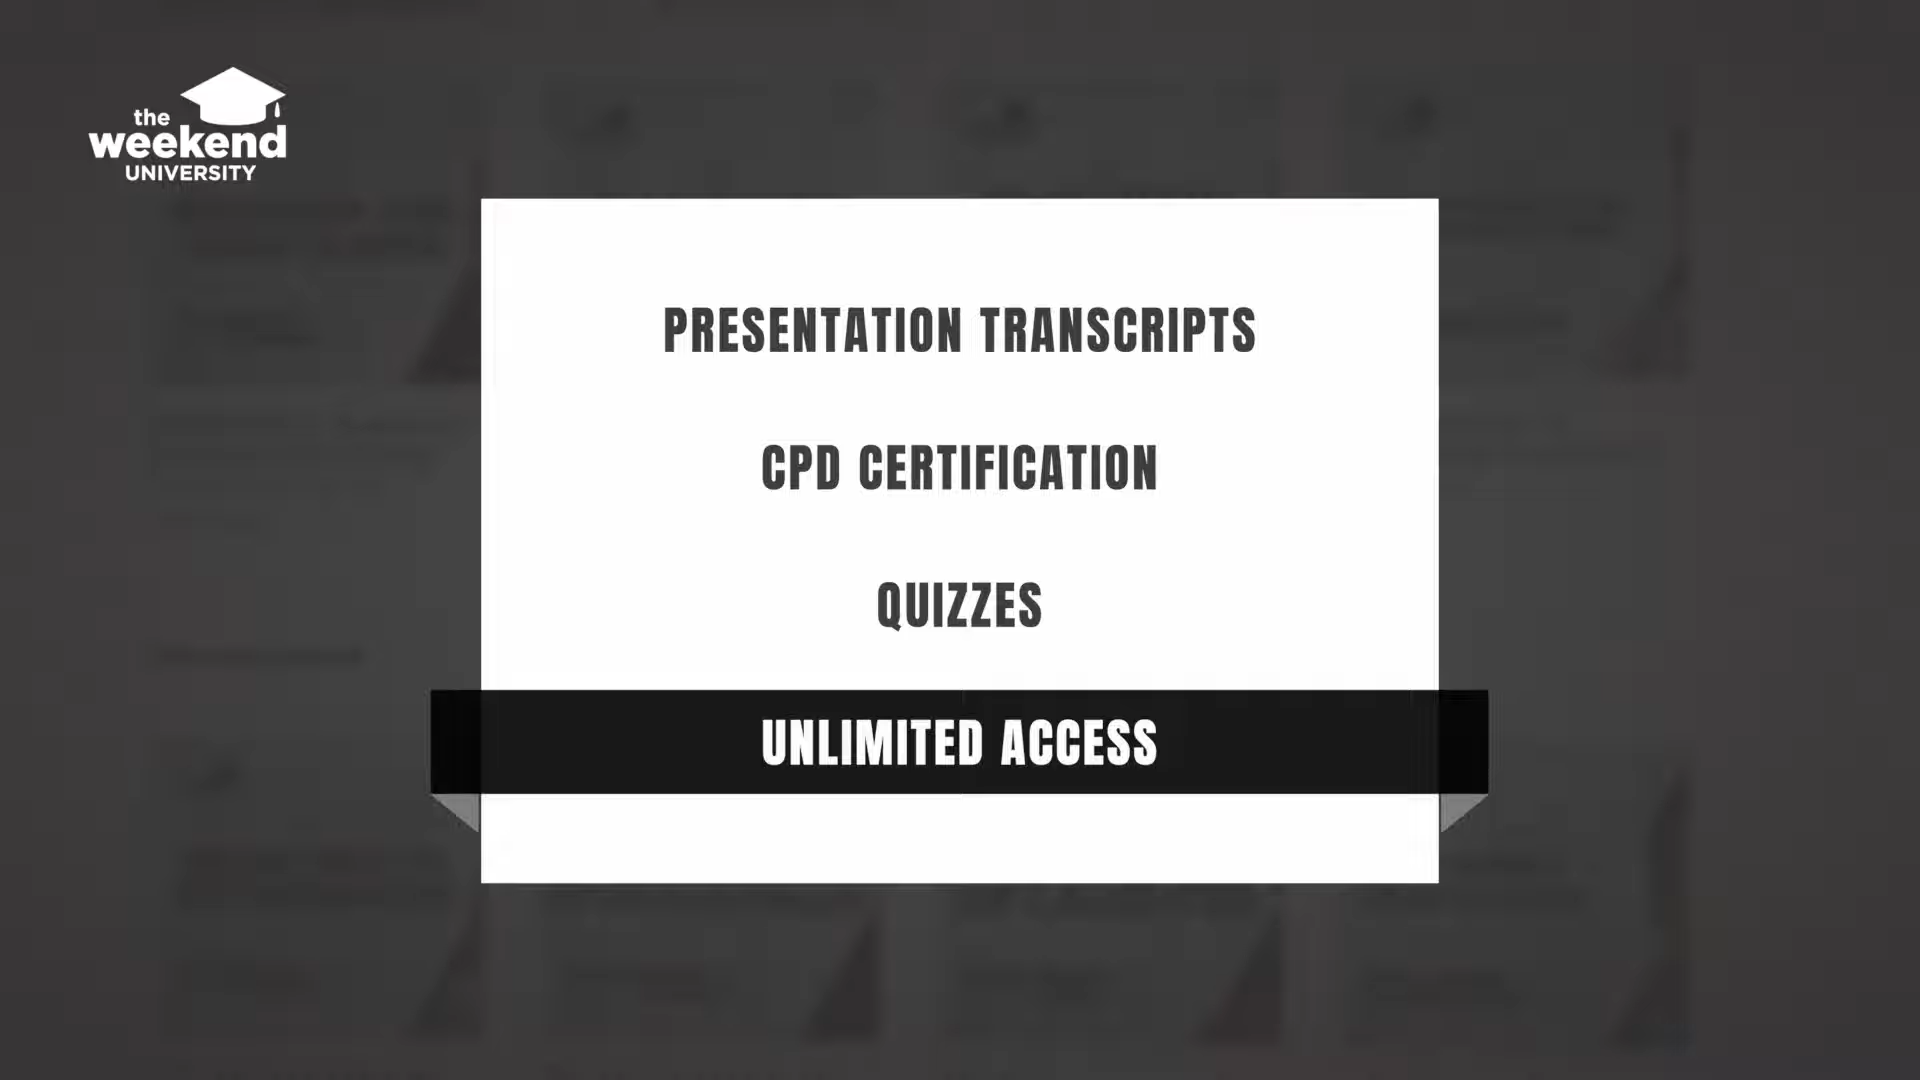 the
weekend
UNIVERSITY
PRESENTATION TRANSCRIPTS
CPD CERTIFICATION
QUIZZES
UNLIMITED ACCESS